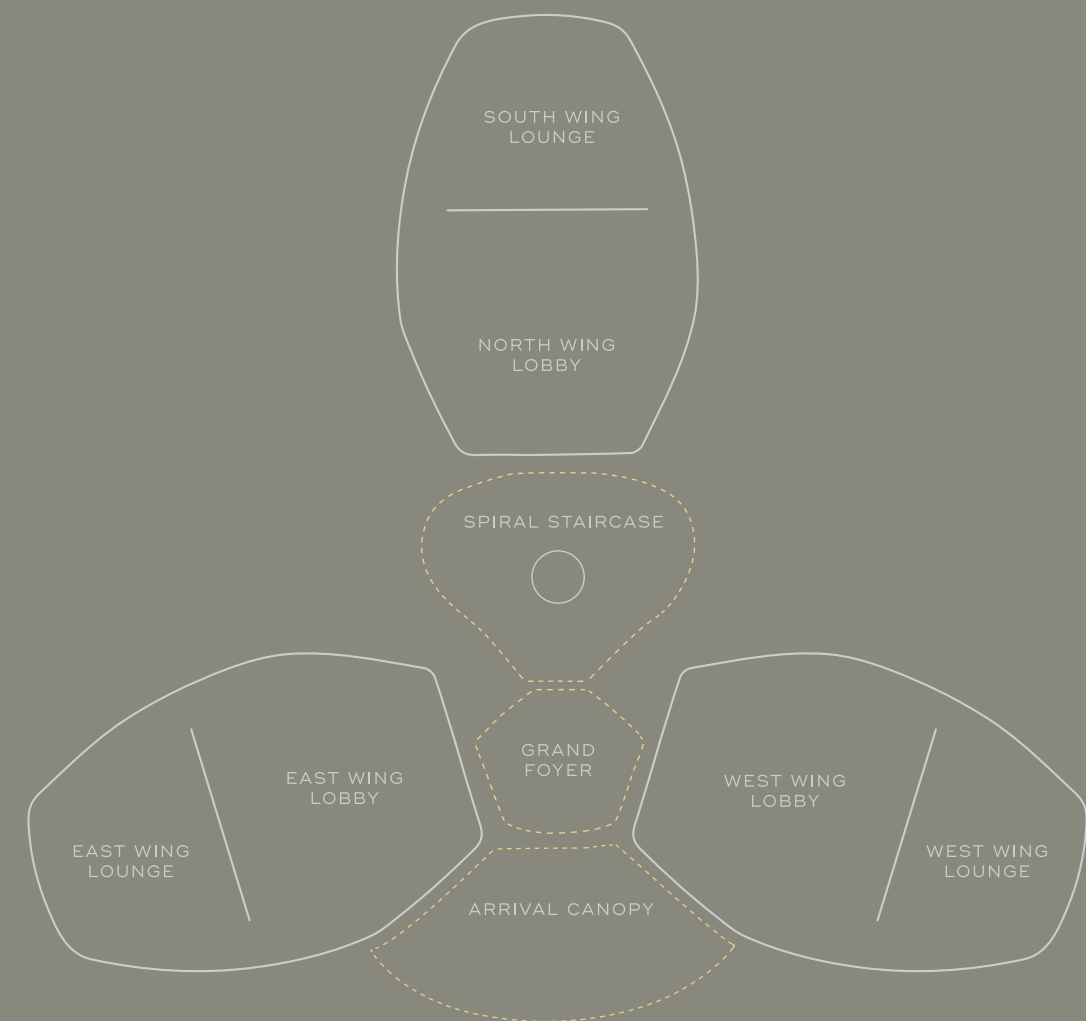 SOUTH WING
LOUNGE
NORTH WING
LOBBY
SPIRAL STAIRCASE
GRAND
FOYER
EAST WING
LOBBY
WEST WING
LOBBY
EAST WING
LOUNGE
WEST WING
LOUNGE
ARRIVAL CANOPY